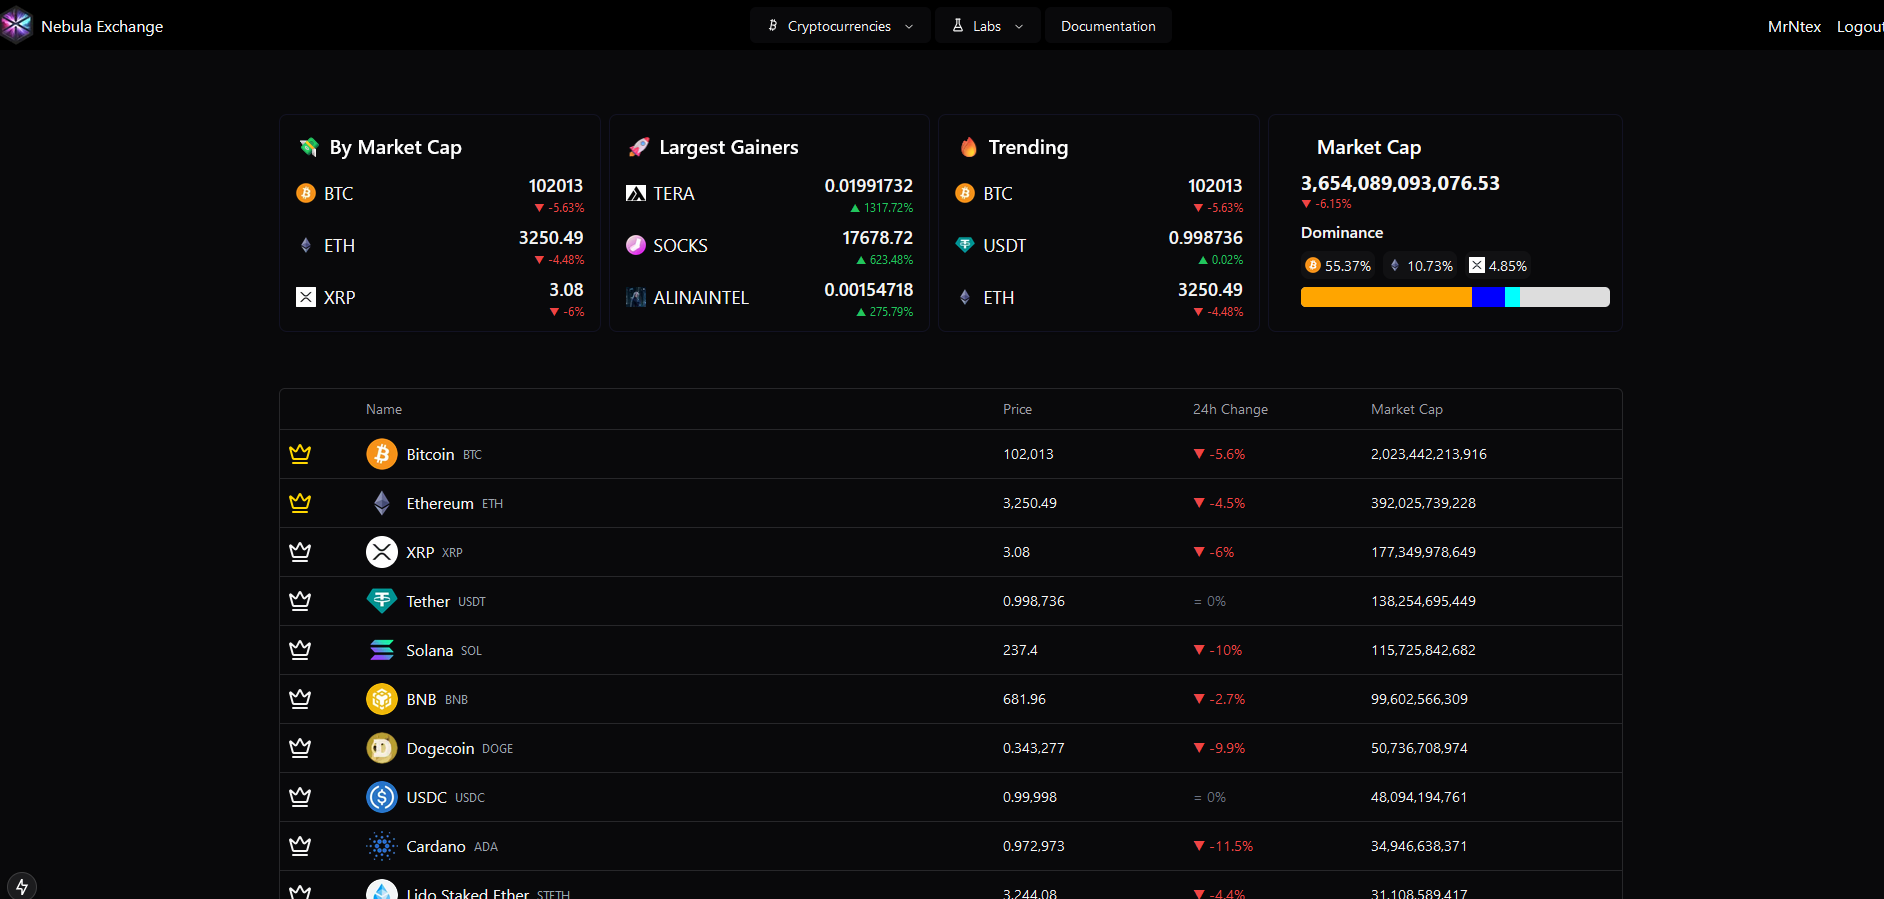 Nebula Exchange Cryptocurrencies Labs Documentation MrNtex Logout
By Market Cap
BTC 102013
▼ -5.63%
ETH 3250.49
▼ -4.48%
XRP 3.08
▼ -6%
Largest Gainers
TERA 0.01991732
▲ 1317.72%
SOCKS 17678.72
▲ 623.48%
ALINAINTEL 0.00154718
▲ 275.79%
Trending
BTC 102013
▼ -5.63%
USDT 0.998736
▲ 0.02%
ETH 3250.49
▼ -4.48%
Market Cap
3,654,089,093,076.53
▼ -6.15%
Dominance
55.37% 10.73% 4.85%
Name Price 24h Change Market Cap
Bitcoin BTC 102,013 ▼ -5.6% 2,023,442,213,916
Ethereum ETH 3,250.49 ▼ -4.5% 392,025,739,228
XRP XRP 3.08 ▼ -6% 177,349,978,649
Tether USDT 0.998,736 = 0% 138,254,695,449
Solana SOL 237.4 ▼ -10% 115,725,842,682
BNB BNB 681.96 ▼ -2.7% 99,602,566,309
Dogecoin DOGE 0.343,277 ▼ -9.9% 50,736,708,974
USDC USDC 0.99,998 = 0% 48,094,194,761
Cardano ADA 0.972,973 ▼ -11.5% 34,946,638,371
Lido Staked Ether STETH 3,244.08 ▼ -4.4% 31,108,589,417